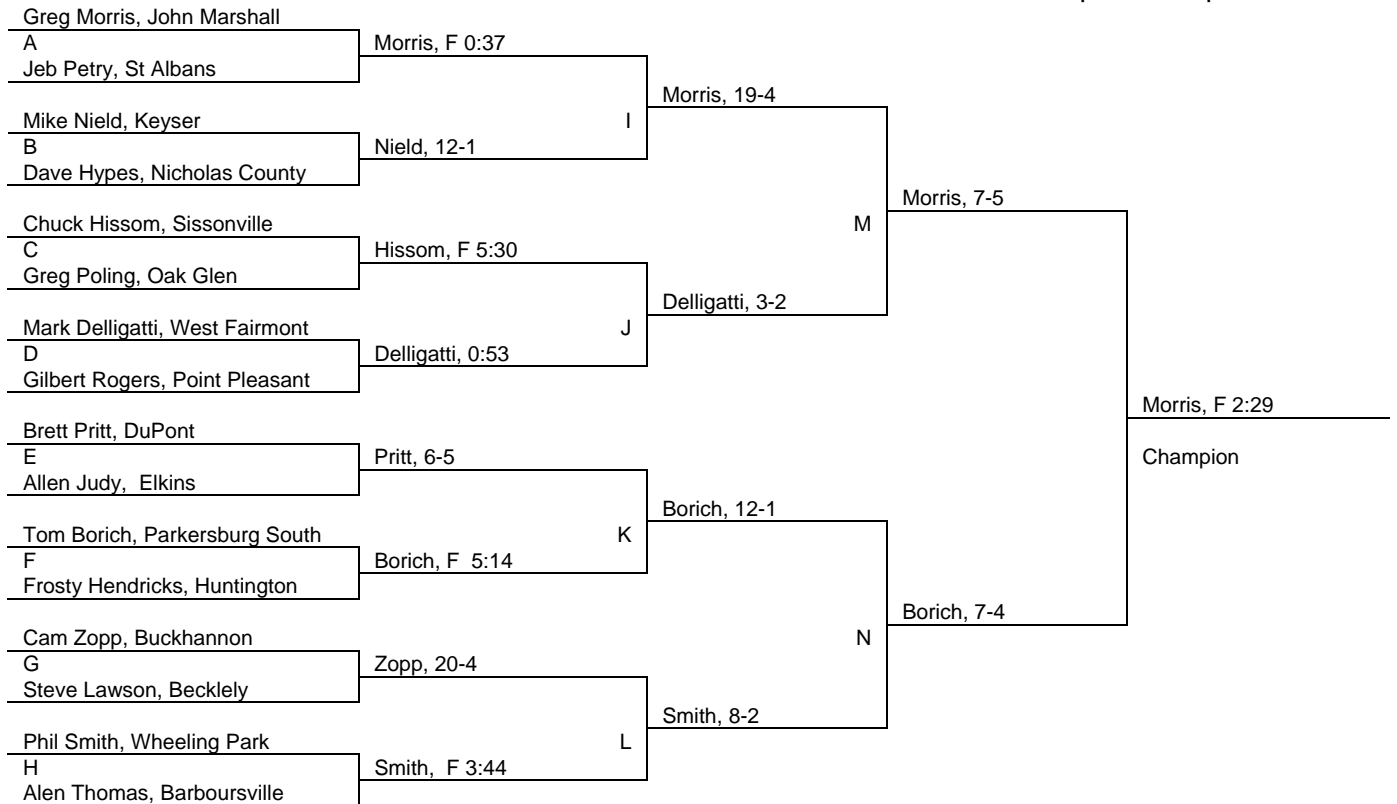 Greg Morris, John Marshall
A
Jeb Petry, St Albans
Morris, F 0:37
Mike Nield, Keyser
B
Dave Hypes, Nicholas County
Nield, 12-1
I
Morris, 19-4
Chuck Hissom, Sissonville
C
Greg Poling, Oak Glen
Hissom, F 5:30
Mark Delligatti, West Fairmont
D
Gilbert Rogers, Point Pleasant
Delligatti, 0:53
J
Delligatti, 3-2
M
Morris, 7-5
Brett Pritt, DuPont
E
Allen Judy, Elkins
Pritt, 6-5
Tom Borich, Parkersburg South
F
Frosty Hendricks, Huntington
Borich, F 5:14
K
Borich, 12-1
Cam Zopp, Buckhannon
G
Steve Lawson, Becklely
Zopp, 20-4
Phil Smith, Wheeling Park
H
Alen Thomas, Barboursville
Smith, F 3:44
L
Smith, 8-2
N
Borich, 7-4
Morris, F 2:29
Champion